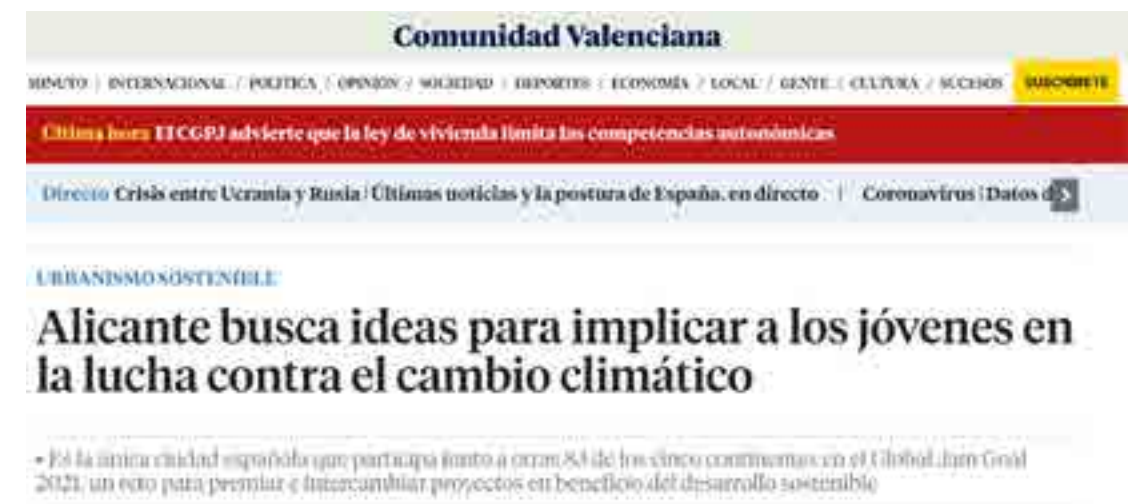 Comunidad Valenciana
MINUTO / INTERNACIONAL / POLÍTICA / OPINIÓN / SOCIEDAD / DEPORTES / ECONOMÍA / LOCAL / GENTE / CULTURA / SUCESOS SUSCRÍBETE
Última hora El CGPJ advierte que la ley de vivienda limita las competencias autonómicas
Directo Crisis entre Ucrania y Rusia | Últimas noticias y la postura de España, en directo | Coronavirus | Datos d
URBANISMO SOSTENIBLE
Alicante busca ideas para implicar a los jóvenes en
la lucha contra el cambio climático
• Es la única ciudad española que participa junto a otras 83 de los cinco continentes en el Global Jam Goal
2021, un reto para premiar e intercambiar proyectos en beneficio del desarrollo sostenible